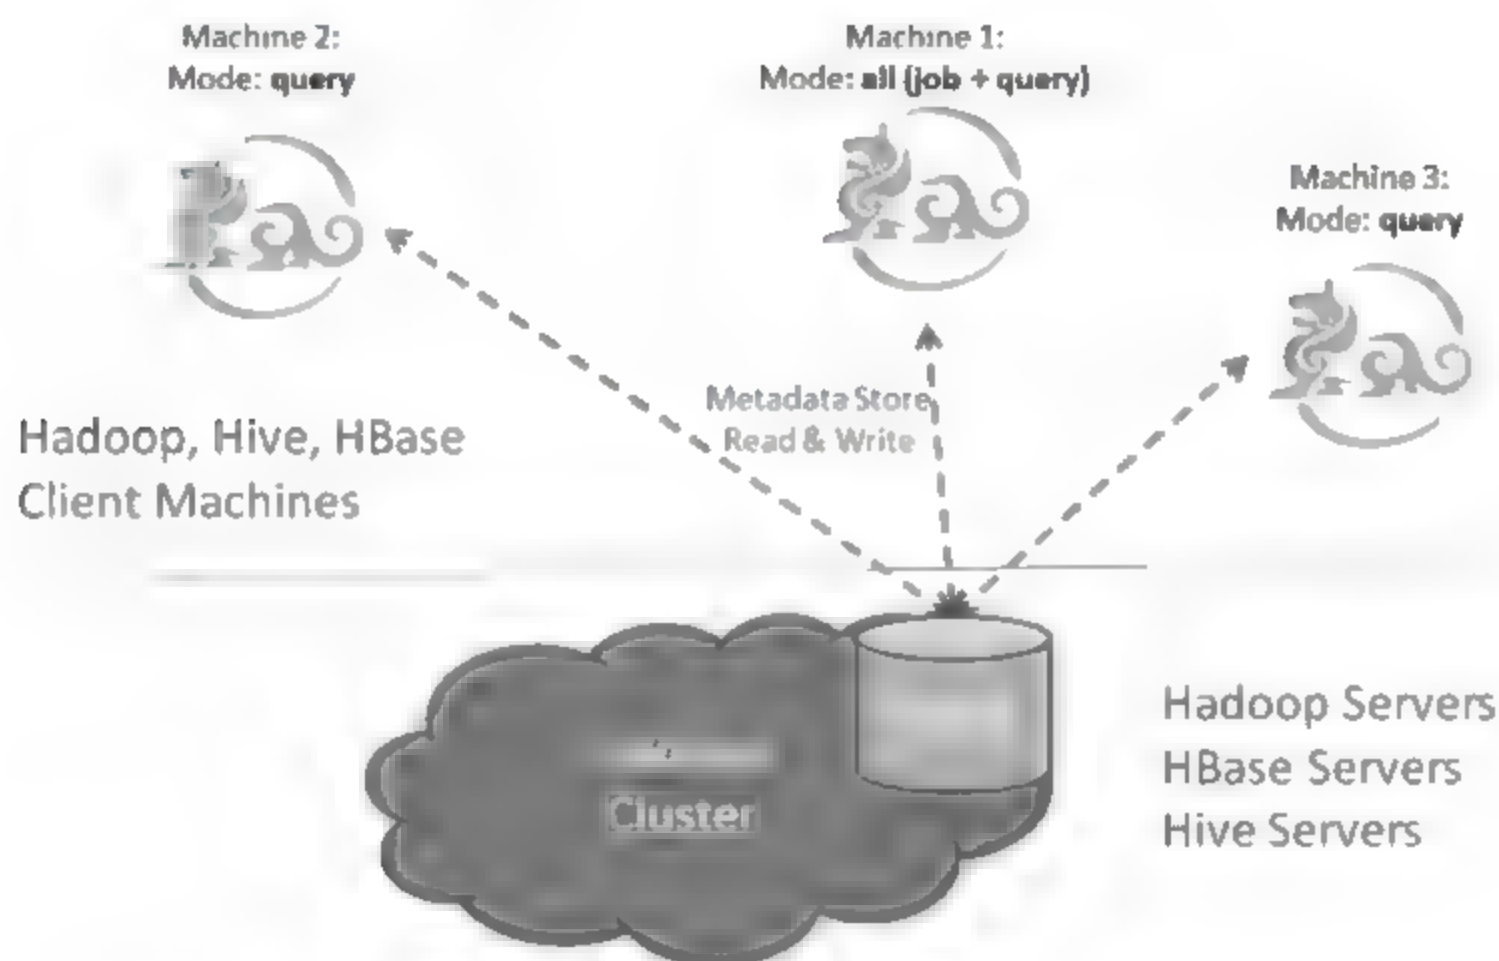 Machine 2:
Mode: query
Machine 1:
Mode: all (job + query)
Machine 3:
Mode: query
Metadata Store
Read & Write
Hadoop, Hive, HBase
Client Machines
Cluster
Hadoop Servers
HBase Servers
Hive Servers